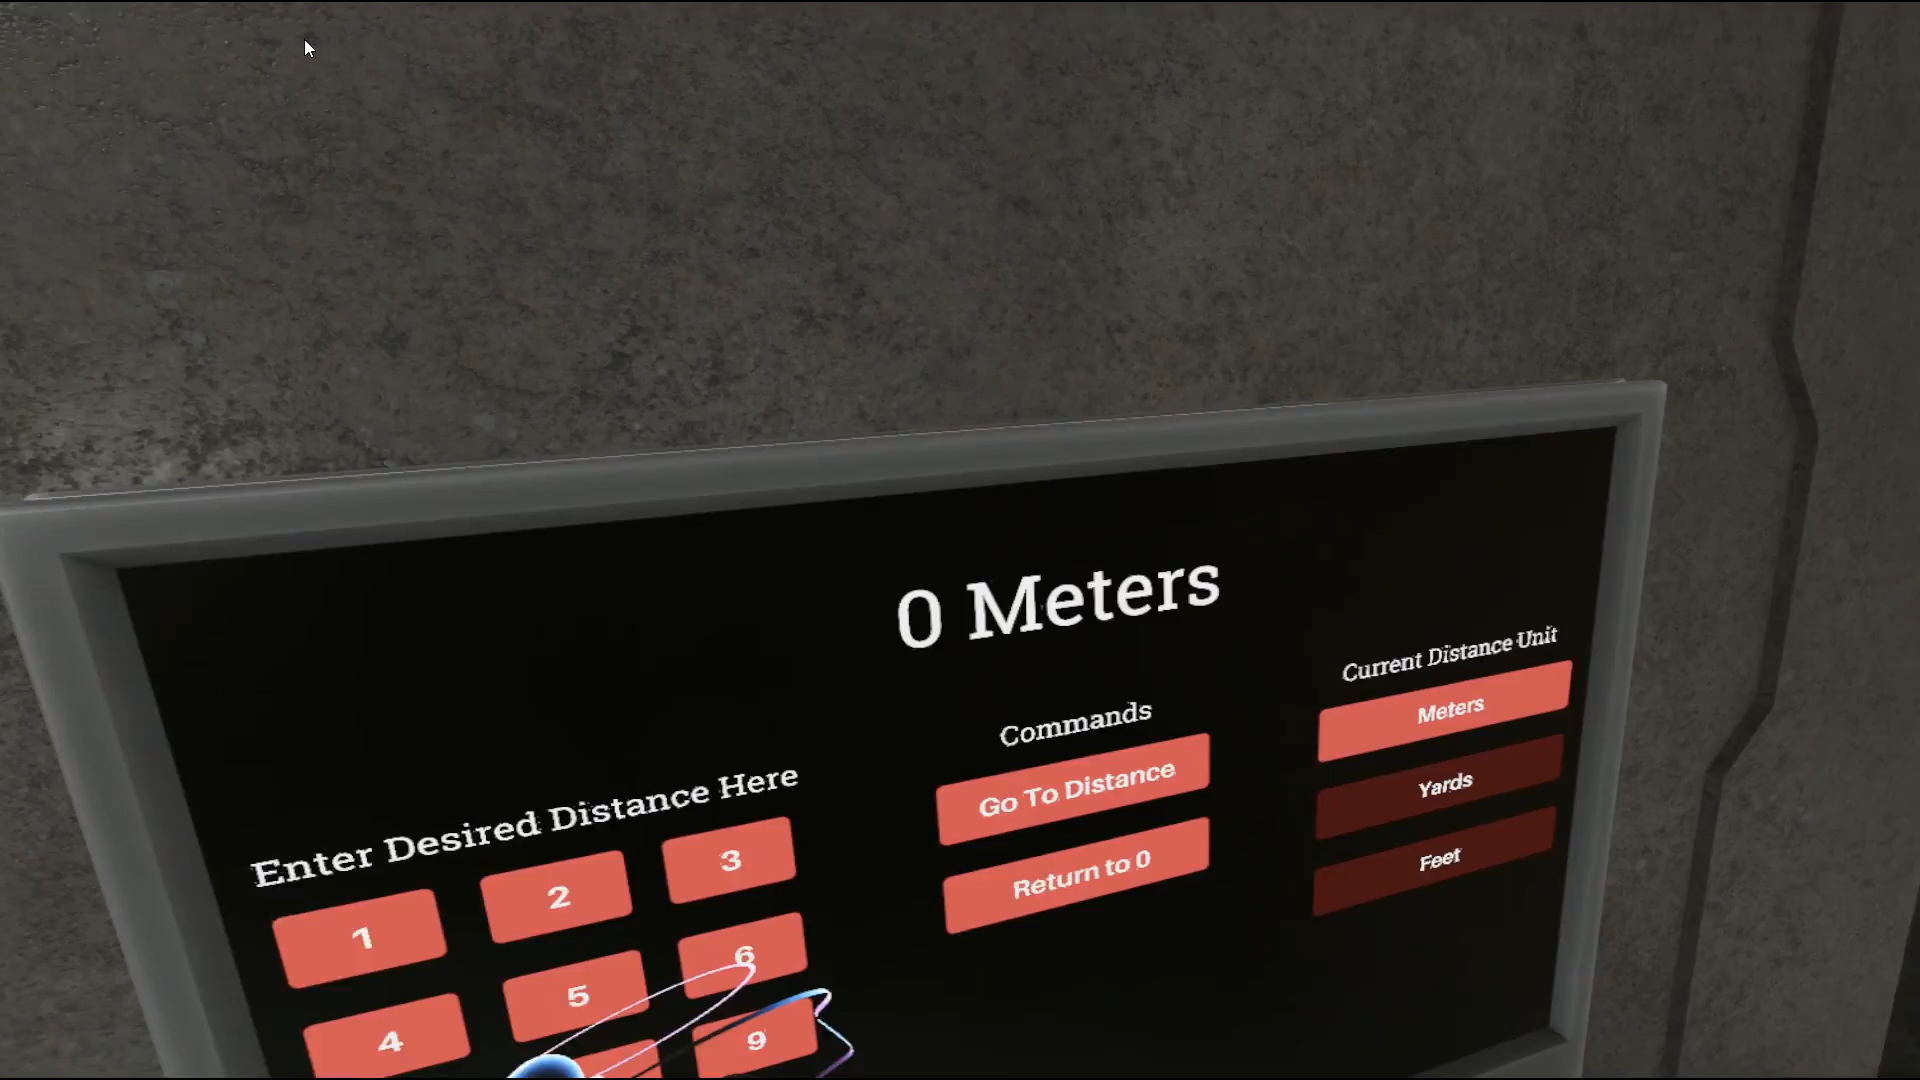 0 Meters
Enter Desired Distance Here
1
2
3
4
5
6
9
Commands
Go To Distance
Return to 0
Current Distance Unit
Meters
Yards
Feet